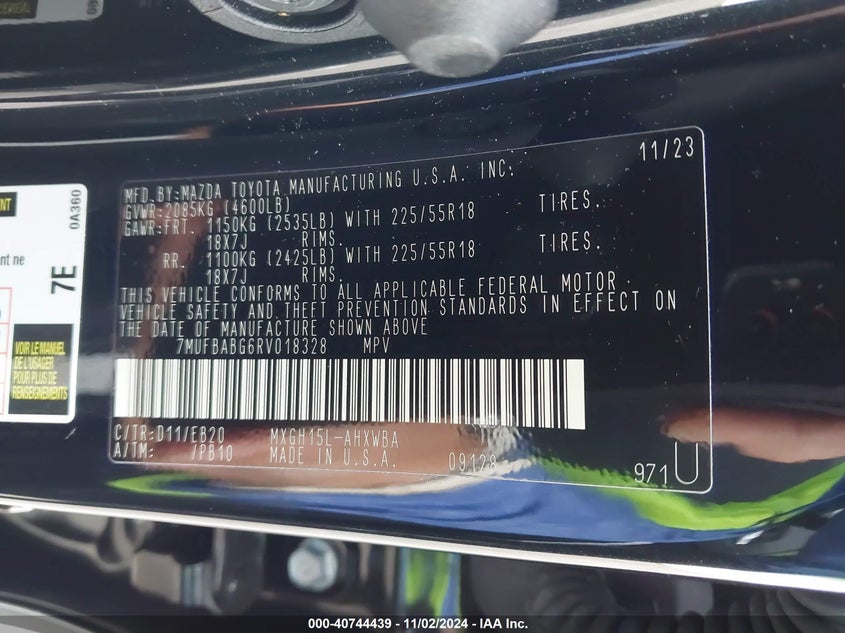 11/23
MFD.BY:MAZDA TOYOTA MANUFACTURING U.S.A. INC.
GVWR:2085KG (4600LB)
GAWR:FRT. 1150KG (2535LB) WITH 225/55R18 TIRES.
18X7J RIMS.
RR. 1100KG (2425LB) WITH 225/55R18 TIRES.
18X7J RIMS.
THIS VEHICLE CONFORMS TO ALL APPLICABLE FEDERAL MOTOR
VEHICLE SAFETY AND THEFT PREVENTION STANDARDS IN EFFECT ON
THE DATE OF MANUFACTURE SHOWN ABOVE
7MUFBABG6RV018328 MPV
C/TR:D11/EB20 MXGH15L-AHXWBA
A/TM: /PB10 MADE IN U.S.A. 09128
971U
0A360
7E
nt ne
VOIR LE MANUEL
DE L'USAGER
POUR PLUS DE
RENSEIGNEMENTS
000-40744439 - 11/02/2024 - IAA Inc.